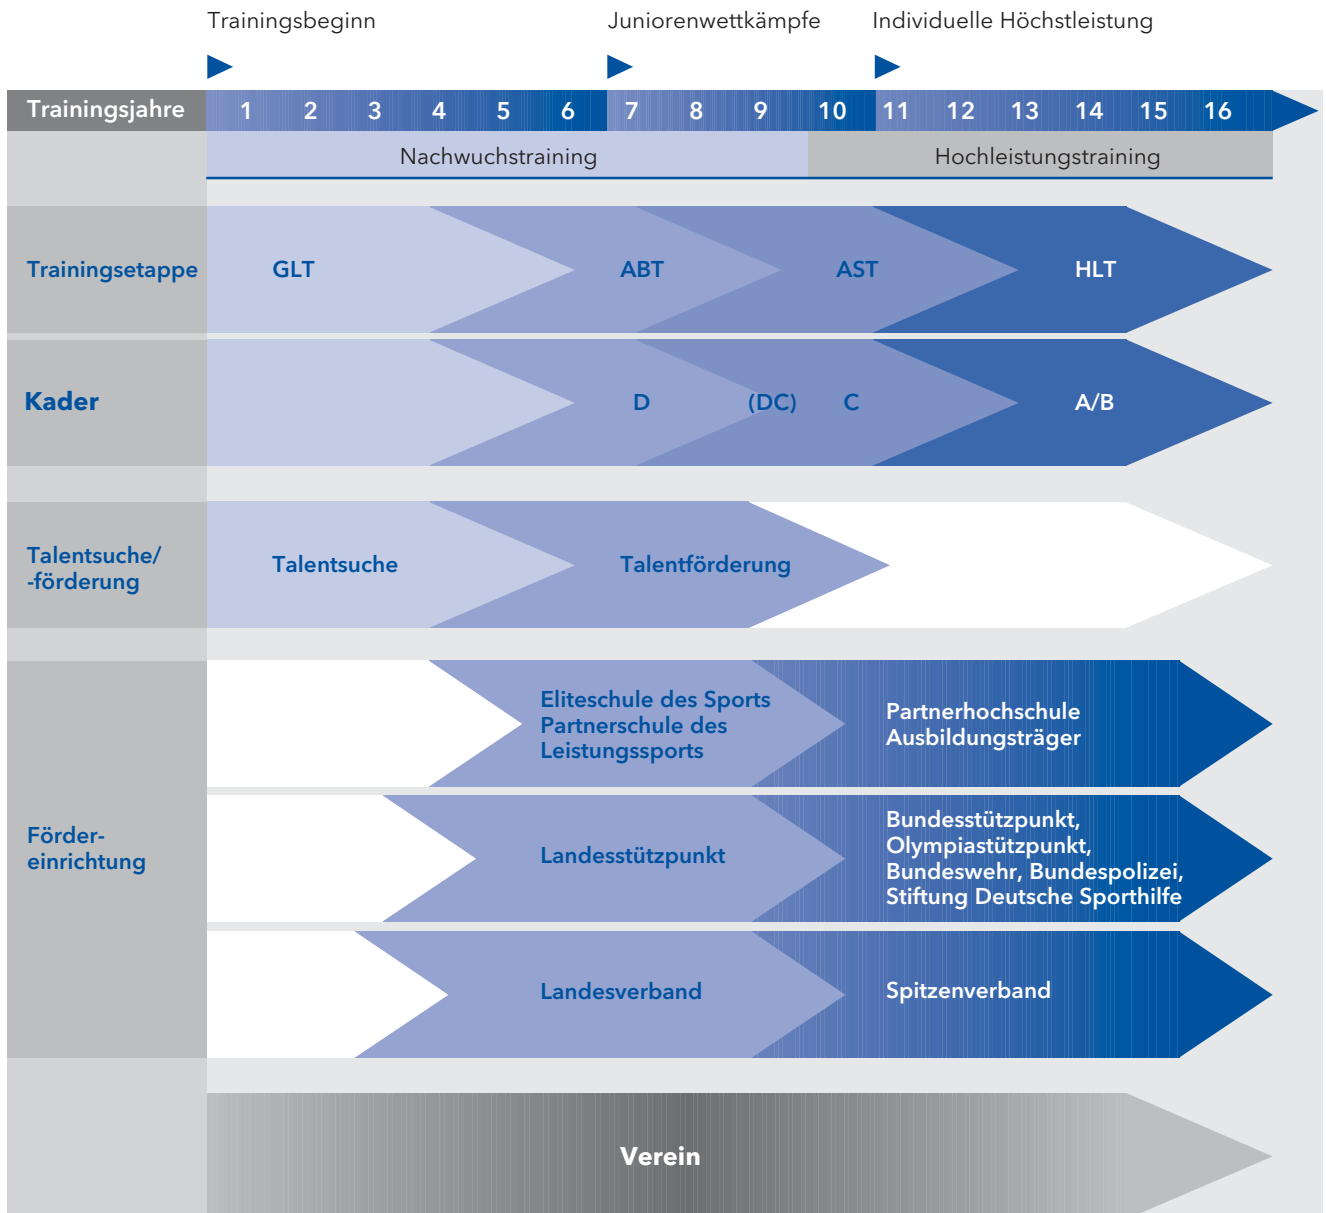 Trainingsbeginn Juniorenwettkämpfe Individuelle Höchstleistung
Trainingsjahre 1 2 3 4 5 6 7 8 9 10 11 12 13 14 15 16
Nachwuchstraining Hochleistungstraining
Trainingsetappe GLT ABT AST HLT
Kader D (DC) C A/B
Talentsuche/
-förderung
Talentsuche Talentförderung
Förder-
einrichtung
Eliteschule des Sports
Partnerschule des
Leistungssports
Partnerhochschule
Ausbildungsträger
Landesstützpunkt
Bundesstützpunkt,
Olympiastützpunkt,
Bundeswehr, Bundespolizei,
Stiftung Deutsche Sporthilfe
Landesverband Spitzenverband
Verein